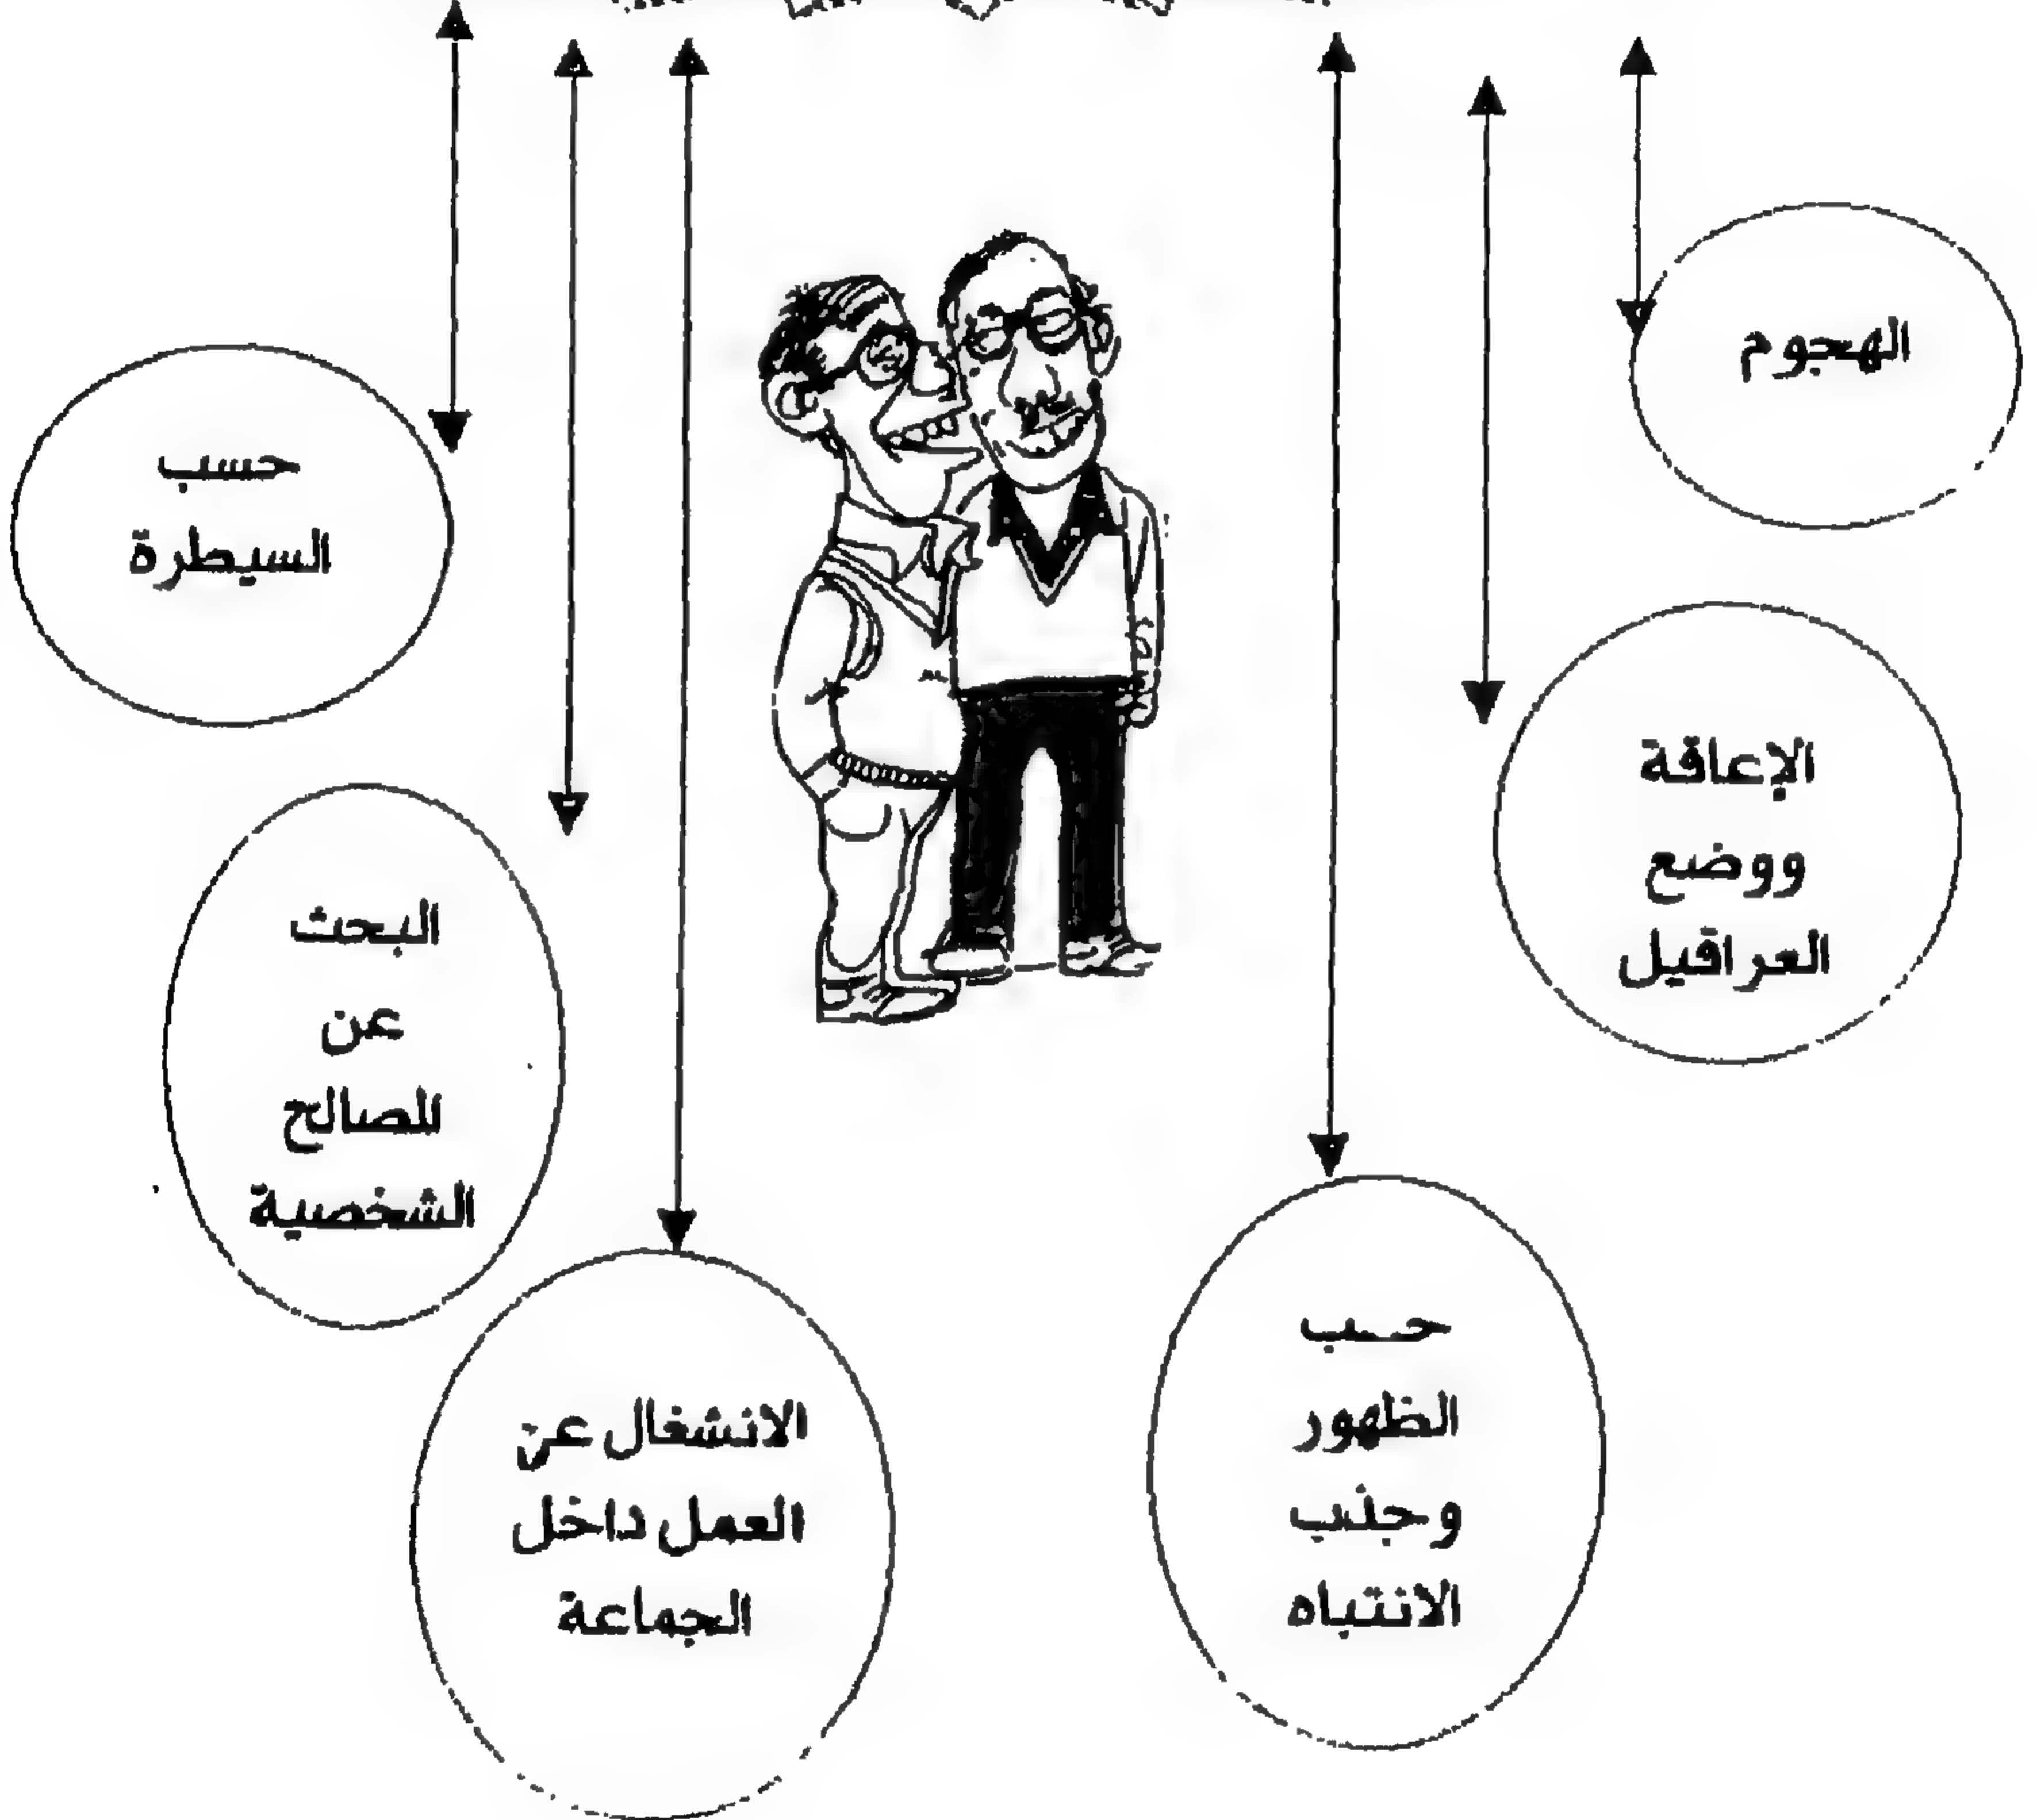 الهجوم
الإعاقة
ووضع
العراقيل
حب
الظهور
وجذب
الانتباه
الانشغال عن
العمل داخل
الجماعة
البحث
عن
المصالح
الشخصية
حسب
السيطرة